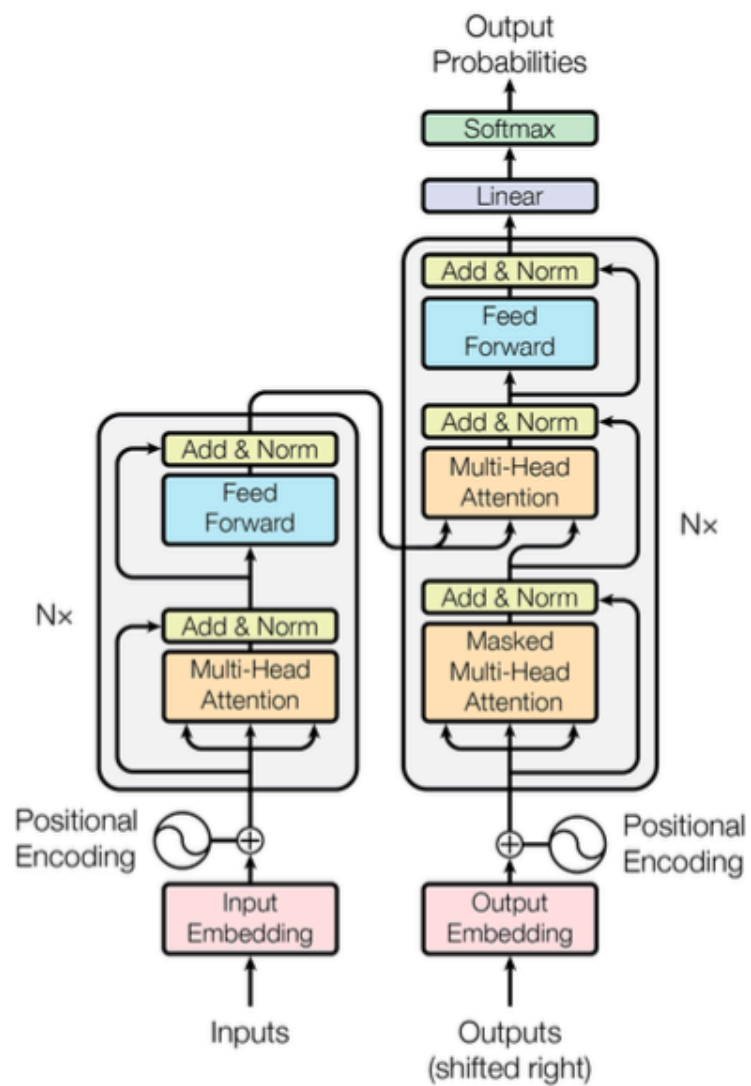 Output
Probabilities
Softmax
Linear
Add & Norm
Feed
Forward
Add & Norm
Multi-Head
Attention
Add & Norm
Masked
Multi-Head
Attention
N×
Add & Norm
Feed
Forward
Add & Norm
Multi-Head
Attention
N×
Positional
Encoding
Positional
Encoding
Input
Embedding
Output
Embedding
Inputs
Outputs
(shifted right)